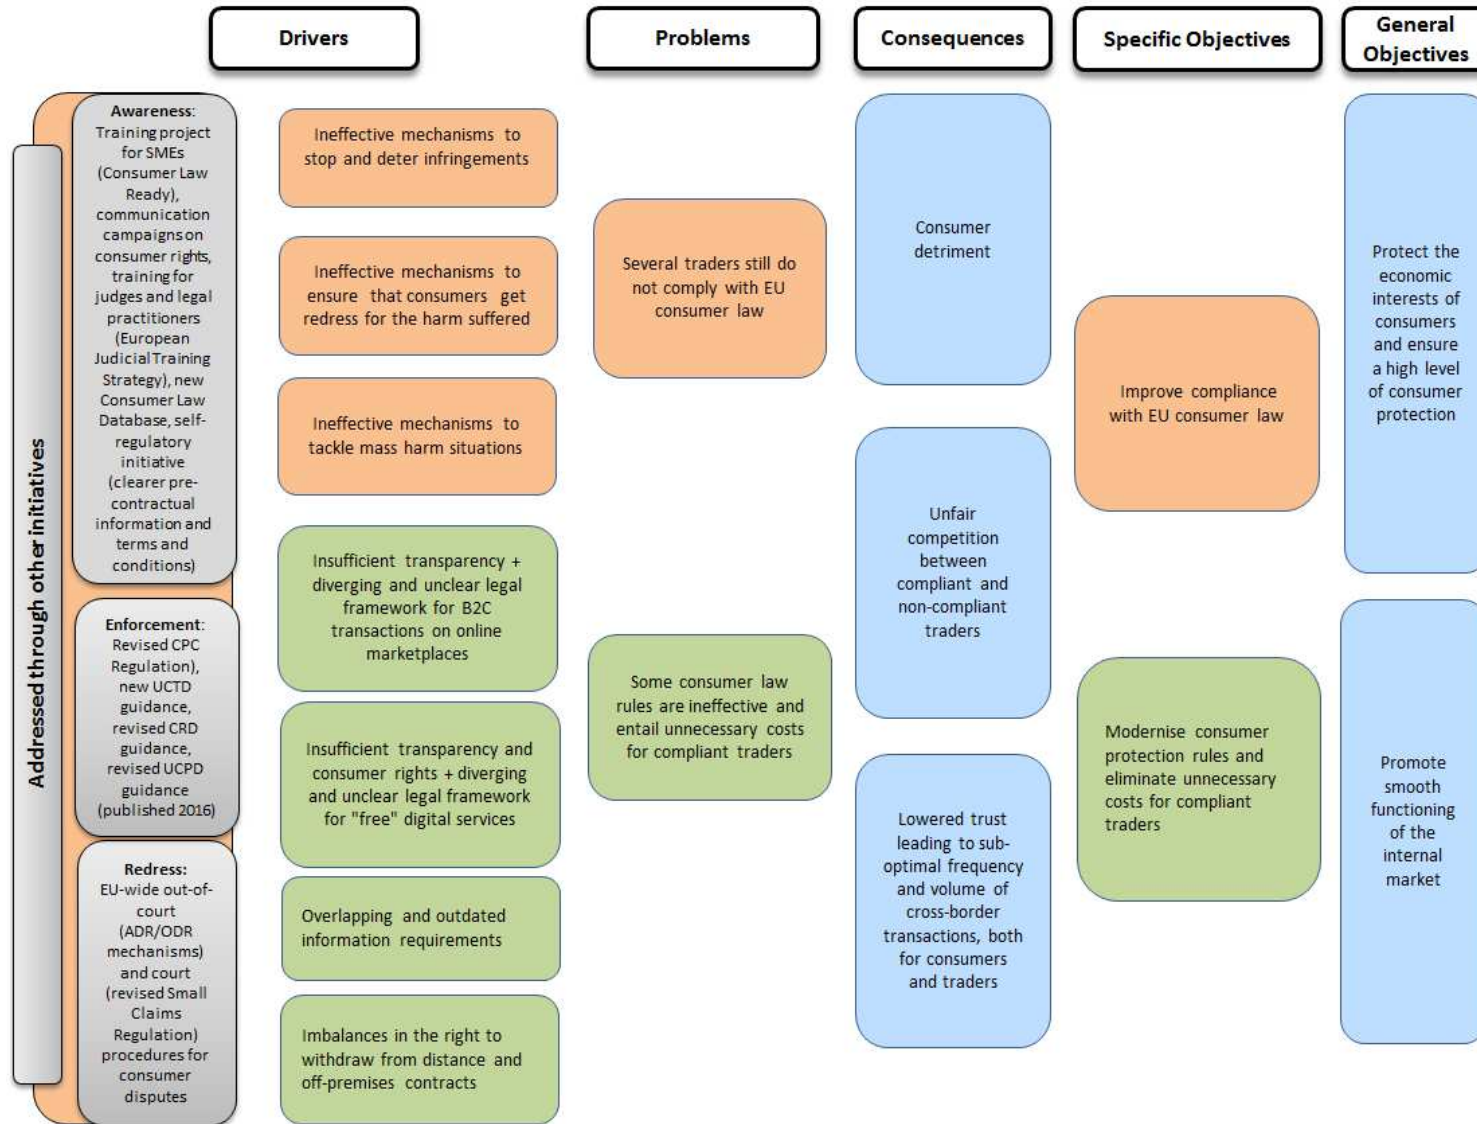 Drivers
Problems
Consequences
Specific Objectives
General
Objectives
Addressed through other initiatives
Awareness:
Training project
for SMEs
(Consumer Law
Ready),
communication
campaigns on
consumer rights,
training for
judges and legal
practitioners
(European
Judicial Training
Strategy), new
Consumer Law
Database, self-
regulatory
initiative
(clearer pre-
contractual
information and
terms and
conditions)
Enforcement:
Revised CPC
Regulation),
new UCTD
guidance,
revised CRD
guidance,
revised UCPD
guidance
(published 2016)
Redress:
EU-wide out-of-
court
(ADR/ODR
mechanisms)
and court
(revised Small
Claims
Regulation)
procedures for
consumer
disputes
Ineffective mechanisms to
stop and deter infringements
Ineffective mechanisms to
ensure that consumers get
redress for the harm suffered
Ineffective mechanisms to
tackle mass harm situations
Insufficient transparency +
diverging and unclear legal
framework for B2C
transactions on online
marketplaces
Insufficient transparency and
consumer rights + diverging
and unclear legal framework
for "free" digital services
Overlapping and outdated
information requirements
Imbalances in the right to
withdraw from distance and
off-premises contracts
Several traders still do
not comply with EU
consumer law
Some consumer law
rules are ineffective and
entail unnecessary costs
for compliant traders
Consumer
detriment
Unfair
competition
between
compliant and
non-compliant
traders
Lowered trust
leading to sub-
optimal frequency
and volume of
cross-border
transactions, both
for consumers
and traders
Improve compliance
with EU consumer law
Modernise consumer
protection rules and
eliminate unnecessary
costs for compliant
traders
Protect the
economic
interests of
consumers
and ensure
a high level
of consumer
protection
Promote
smooth
functioning
of the
internal
market